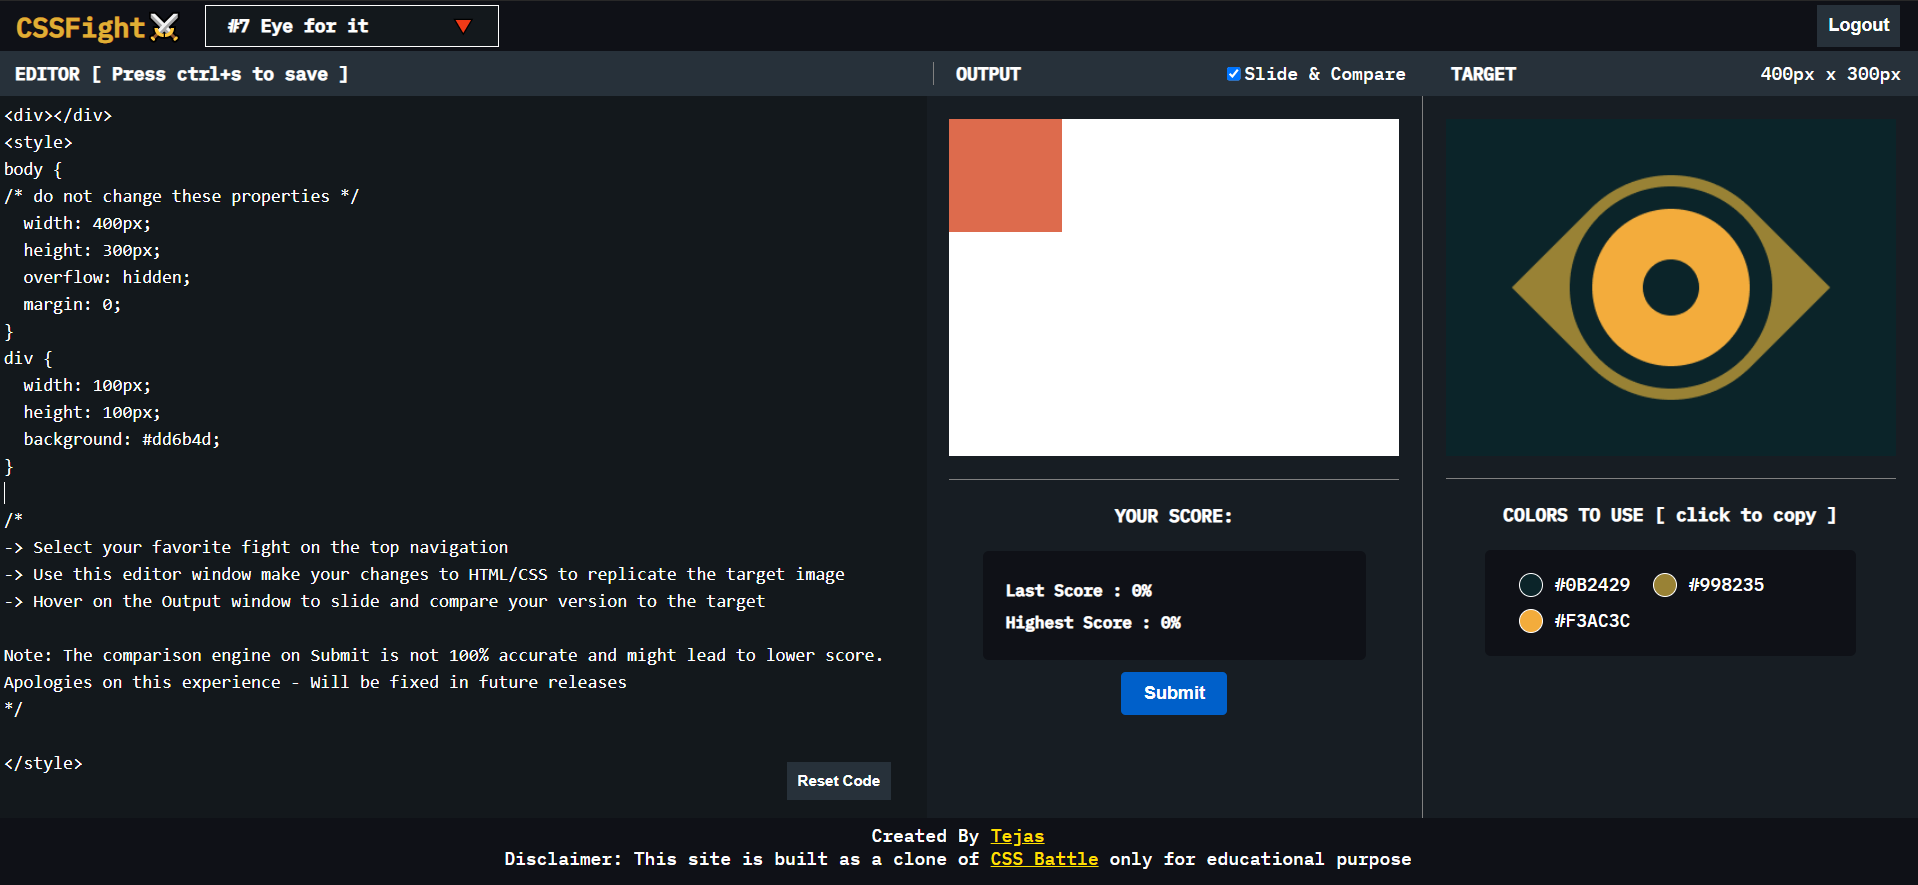 CSSFight
#7 Eye for it
Logout
EDITOR [ Press ctrl+s to save ]
OUTPUT
Slide & Compare
TARGET
400px x 300px
<div></div>
<style>
body {
/* do not change these properties */
  width: 400px;
  height: 300px;
  overflow: hidden;
  margin: 0;
}
div {
  width: 100px;
  height: 100px;
  background: #dd6b4d;
}
/*
-> Select your favorite fight on the top navigation
-> Use this editor window make your changes to HTML/CSS to replicate the target image
-> Hover on the Output window to slide and compare your version to the target
Note: The comparison engine on Submit is not 100% accurate and might lead to lower score.
Apologies on this experience - Will be fixed in future releases
*/
</style>
Reset Code
YOUR SCORE:
Last Score : 0%
Highest Score : 0%
Submit
COLORS TO USE [ click to copy ]
#0B2429
#998235
#F3AC3C
Created By Tejas
Disclaimer: This site is built as a clone of CSS Battle only for educational purpose